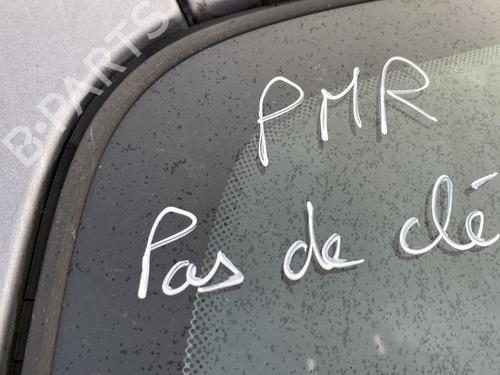 B-PARTS
PMR
Pas de clé